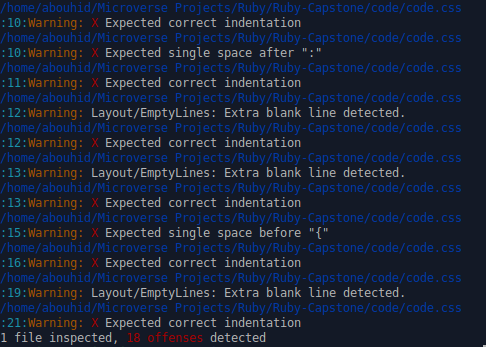 /home/abouhid/Microverse Projects/Ruby/Ruby-Capstone/code/code.css
:10:Warning: X Expected correct indentation
/home/abouhid/Microverse Projects/Ruby/Ruby-Capstone/code/code.css
:10:Warning: X Expected single space after ":"
/home/abouhid/Microverse Projects/Ruby/Ruby-Capstone/code/code.css
:11:Warning: X Expected correct indentation
/home/abouhid/Microverse Projects/Ruby/Ruby-Capstone/code/code.css
:12:Warning: Layout/EmptyLines: Extra blank line detected.
/home/abouhid/Microverse Projects/Ruby/Ruby-Capstone/code/code.css
:12:Warning: X Expected correct indentation
/home/abouhid/Microverse Projects/Ruby/Ruby-Capstone/code/code.css
:13:Warning: Layout/EmptyLines: Extra blank line detected.
/home/abouhid/Microverse Projects/Ruby/Ruby-Capstone/code/code.css
:13:Warning: X Expected correct indentation
/home/abouhid/Microverse Projects/Ruby/Ruby-Capstone/code/code.css
:15:Warning: X Expected single space before "{"
/home/abouhid/Microverse Projects/Ruby/Ruby-Capstone/code/code.css
:16:Warning: X Expected correct indentation
/home/abouhid/Microverse Projects/Ruby/Ruby-Capstone/code/code.css
:19:Warning: Layout/EmptyLines: Extra blank line detected.
/home/abouhid/Microverse Projects/Ruby/Ruby-Capstone/code/code.css
:21:Warning: X Expected correct indentation
1 file inspected, 18 offenses detected